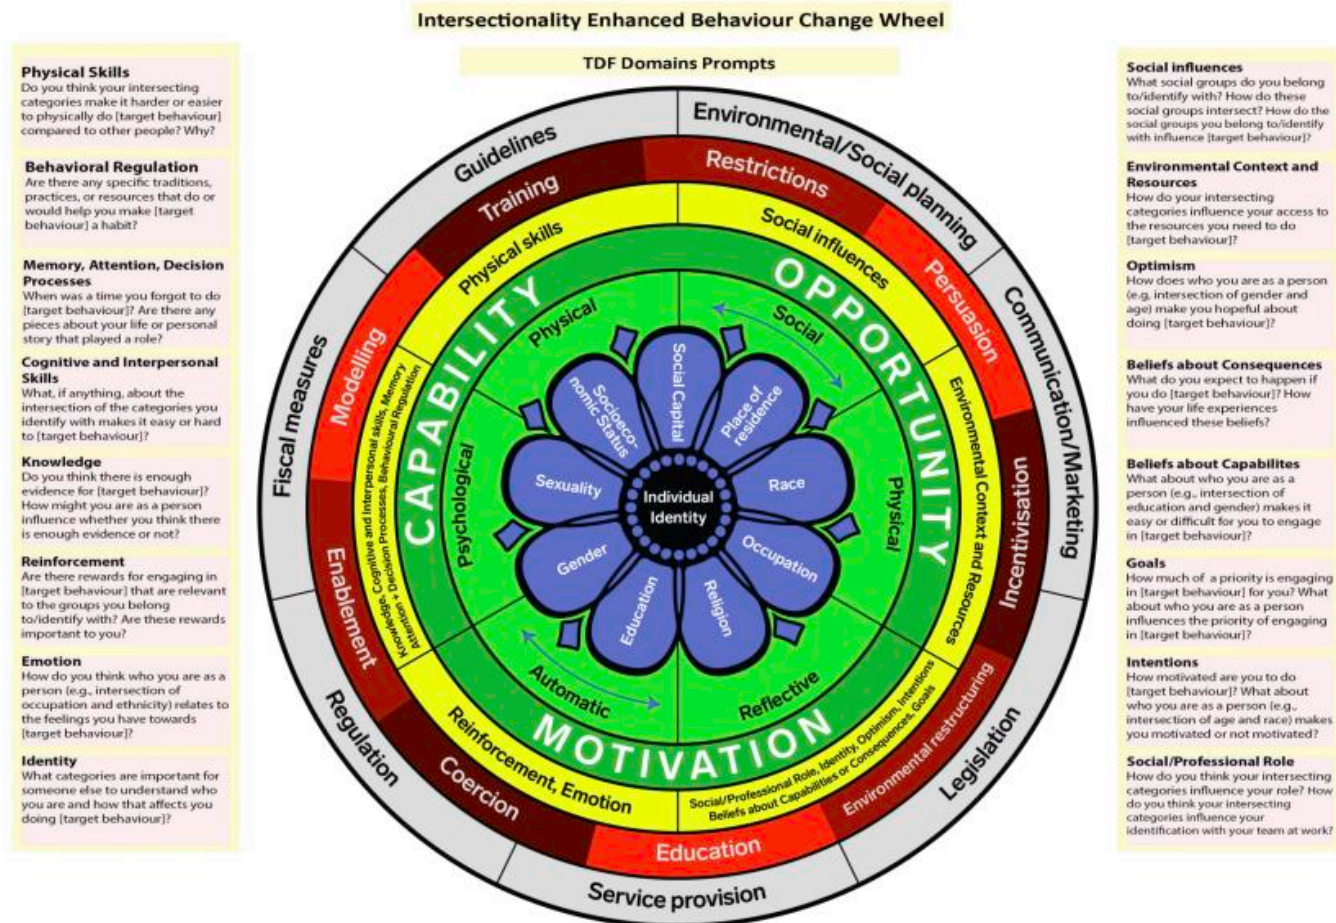 Intersectionality Enhanced Behaviour Change Wheel
TDF Domains Prompts
Physical Skills
Do you think your intersecting
categories make it harder or easier
to physically do [target behaviour]
compared to other people? Why?
Behavioral Regulation
Are there any specific traditions,
practices, or resources that do or
would help you make [target
behaviour] a habit?
Memory, Attention, Decision
Processes
When was a time you forgot to do
[target behaviour]? Are there any
pieces about your life or personal
story that played a role?
Cognitive and Interpersonal
Skills
What, if anything, about the
intersection of the categories you
identify with makes it easy or hard
to [target behaviour]?
Knowledge
Do you think there is enough
evidence for [target behaviour]?
How might you are as a person
influence whether you think there
is enough evidence or not?
Reinforcement
Are there rewards for engaging in
[target behaviour] that are relevant
to the groups you belong
to/identify with? Are these rewards
important to you?
Emotion
How do you think who you are as a
person (e.g., intersection of
occupation and ethnicity) relates to
the feelings you have towards
[target behaviour]?
Identity
What categories are important for
someone else to understand who
you are and how that affects you
doing [target behaviour]?
Guidelines
Environmental/Social planning
Communication/Marketing
Legislation
Service provision
Regulation
Fiscal measures
Training
Restrictions
Persuasion
Incentivisation
Environmental restructuring
Education
Coercion
Enablement
Modelling
Physical skills
Social influences
Environmental Context and Resources
Social/Professional Role, Identity, Optimism, Intentions
Beliefs about Capabilities or Consequences, Goals
Reinforcement, Emotion
Knowledge, Cognitive and Interpersonal skills, Memory
Attention + Decision Processes, Behavioural Regulation
CAPABILITY
OPPORTUNITY
MOTIVATION
Physical
Social
Physical
Reflective
Automatic
Psychological
Social Capital
Place of
residence
Race
Occupation
Religion
Education
Gender
Sexuality
Socioeco-
nomic Status
Individual
Identity
Social influences
What social groups do you belong
to/identify with? How do these
social groups intersect? How do the
social groups you belong to/identify
with influence [target behaviour]?
Environmental Context and
Resources
How do your intersecting
categories influence your access to
the resources you need to do
[target behaviour]?
Optimism
How does who you are as a person
(e.g, intersection of gender and
age) make you hopeful about
doing [target behaviour]?
Beliefs about Consequences
What do you expect to happen if
you do [target behaviour]? How
have your life experiences
influenced these beliefs?
Beliefs about Capabilites
What about who you are as a
person (e.g., intersection of
education and gender) makes it
easy or difficult for you to engage
in [target behaviour]?
Goals
How much of a priority is engaging
in [target behaviour] for you? What
about who you are as a person
influences the priority of engaging
in [target behaviour]?
Intentions
How motivated are you to do
[target behaviour]? What about
who you are as a person (e.g.,
intersection of age and race) makes
you motivated or not motivated?
Social/Professional Role
How do you think your intersecting
categories influence your role? How
do you think your intersecting
categories influence your
identification with your team at work?